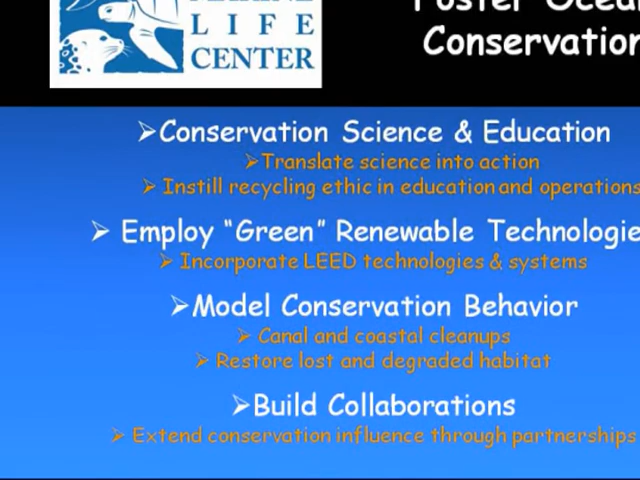 LIFE
CENTER
Foster Ocean
Conservation
➢Conservation Science & Education
➢Translate science into action
➢ Instill recycling ethic in education and operations
➢ Employ “Green” Renewable Technologie
➢ Incorporate LEED technologies & systems
➢Model Conservation Behavior
➢ Canal and coastal cleanups
➢ Restore lost and degraded habitat
➢Build Collaborations
➢ Extend conservation influence through partnerships